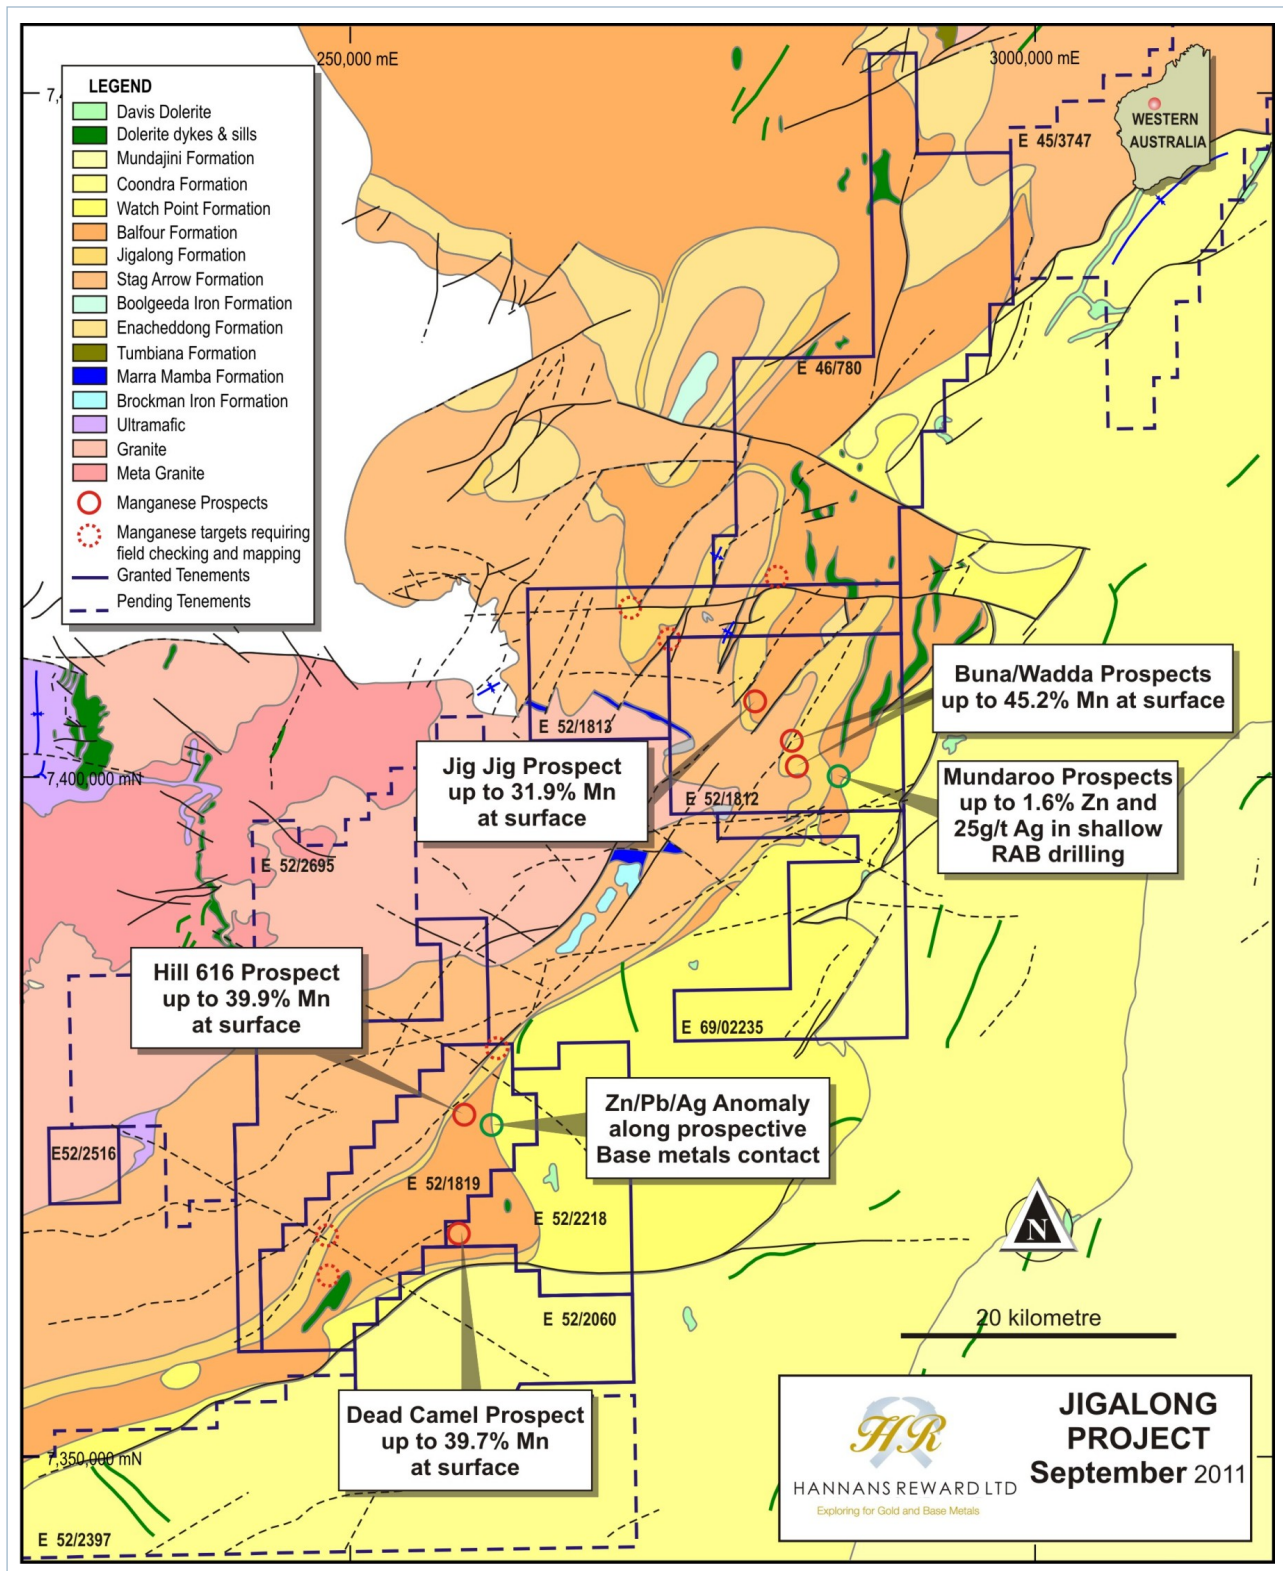 250,000 mE
3000,000 mE
7,4
LEGEND
Davis Dolerite
Dolerite dykes & sills
Mundajini Formation
Coondra Formation
Watch Point Formation
Balfour Formation
Jigalong Formation
Stag Arrow Formation
Boolgeeda Iron Formation
Enacheddong Formation
Tumbiana Formation
Marra Mamba Formation
Brockman Iron Formation
Ultramafic
Granite
Meta Granite
Manganese Prospects
Manganese targets requiring
field checking and mapping
Granted Tenements
Pending Tenements
WESTERN
AUSTRALIA
E 45/3747
E 46/780
Buna/Wadda Prospects
up to 45.2% Mn at surface
E 52/1813
Jig Jig Prospect
up to 31.9% Mn
at surface
7,400,000 mN
E 52/1812
Mundaroo Prospects
up to 1.6% Zn and
25g/t Ag in shallow
RAB drilling
E 52/2695
Hill 616 Prospect
up to 39.9% Mn
at surface
E 69/02235
Zn/Pb/Ag Anomaly
along prospective
Base metals contact
E52/2516
E 52/1819
E 52/2218
N
E 52/2060
20 kilometre
Dead Camel Prospect
up to 39.7% Mn
at surface
7,350,000 mN
E 52/2397
HR
HANNANS REWARD LTD
Exploring for Gold and Base Metals
JIGALONG
PROJECT
September 2011